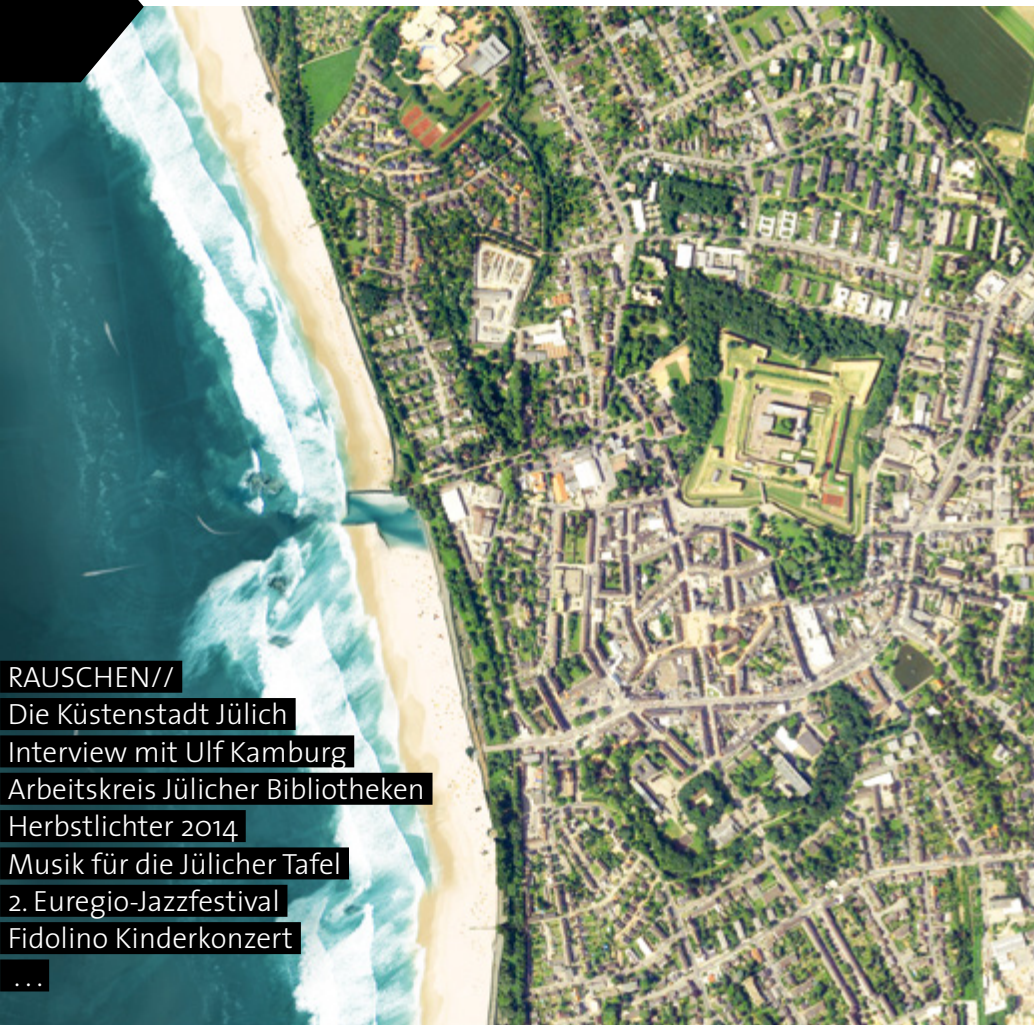 RAUSCHEN//
Die Küstenstadt Jülich
Interview mit Ulf Kamburg
Arbeitskreis Jülicher Bibliotheken
Herbstlichter 2014
Musik für die Jülicher Tafel
2. Euregio-Jazzfestival
Fidolino Kinderkonzert
...